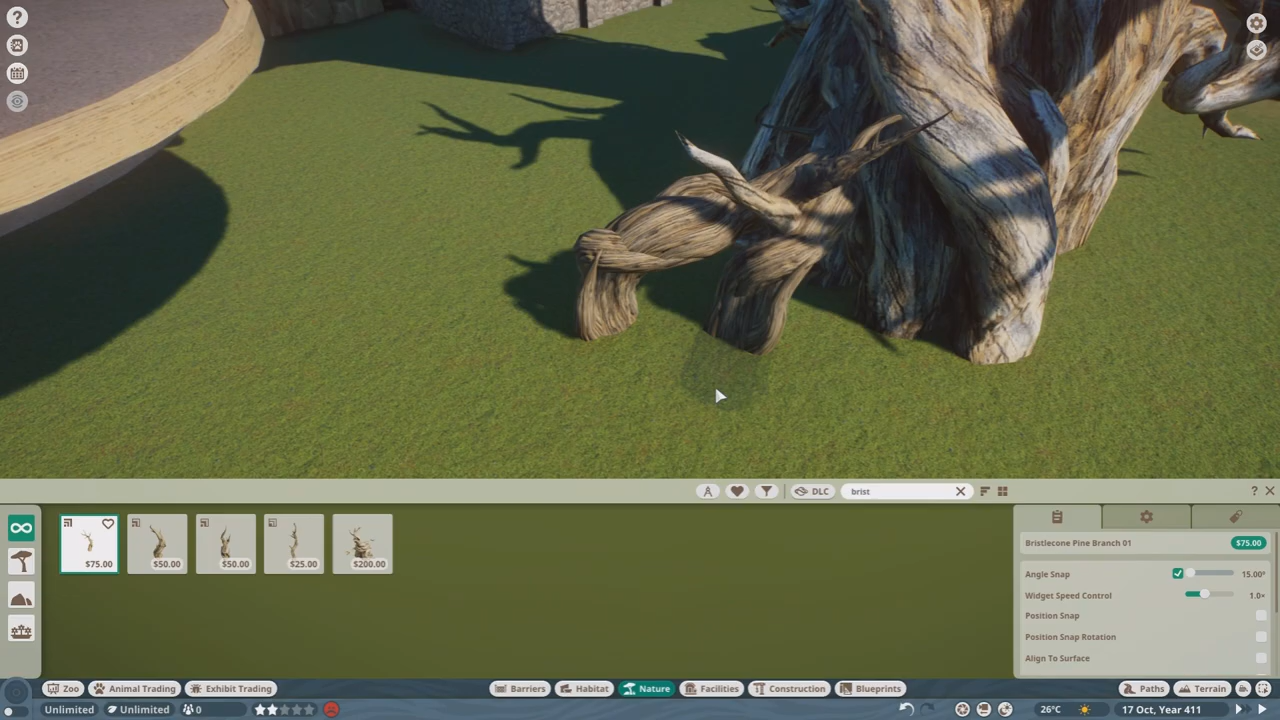 DLC
brist
?
$75.00
$50.00
$50.00
$25.00
$200.00
Bristlecone Pine Branch 01
$75.00
Angle Snap
15.00°
Widget Speed Control
1.0×
Position Snap
Position Snap Rotation
Align To Surface
Zoo
Animal Trading
Exhibit Trading
Barriers
Habitat
Nature
Facilities
Construction
Blueprints
Paths
Terrain
Unlimited
Unlimited
0
26°C
17 Oct, Year 411